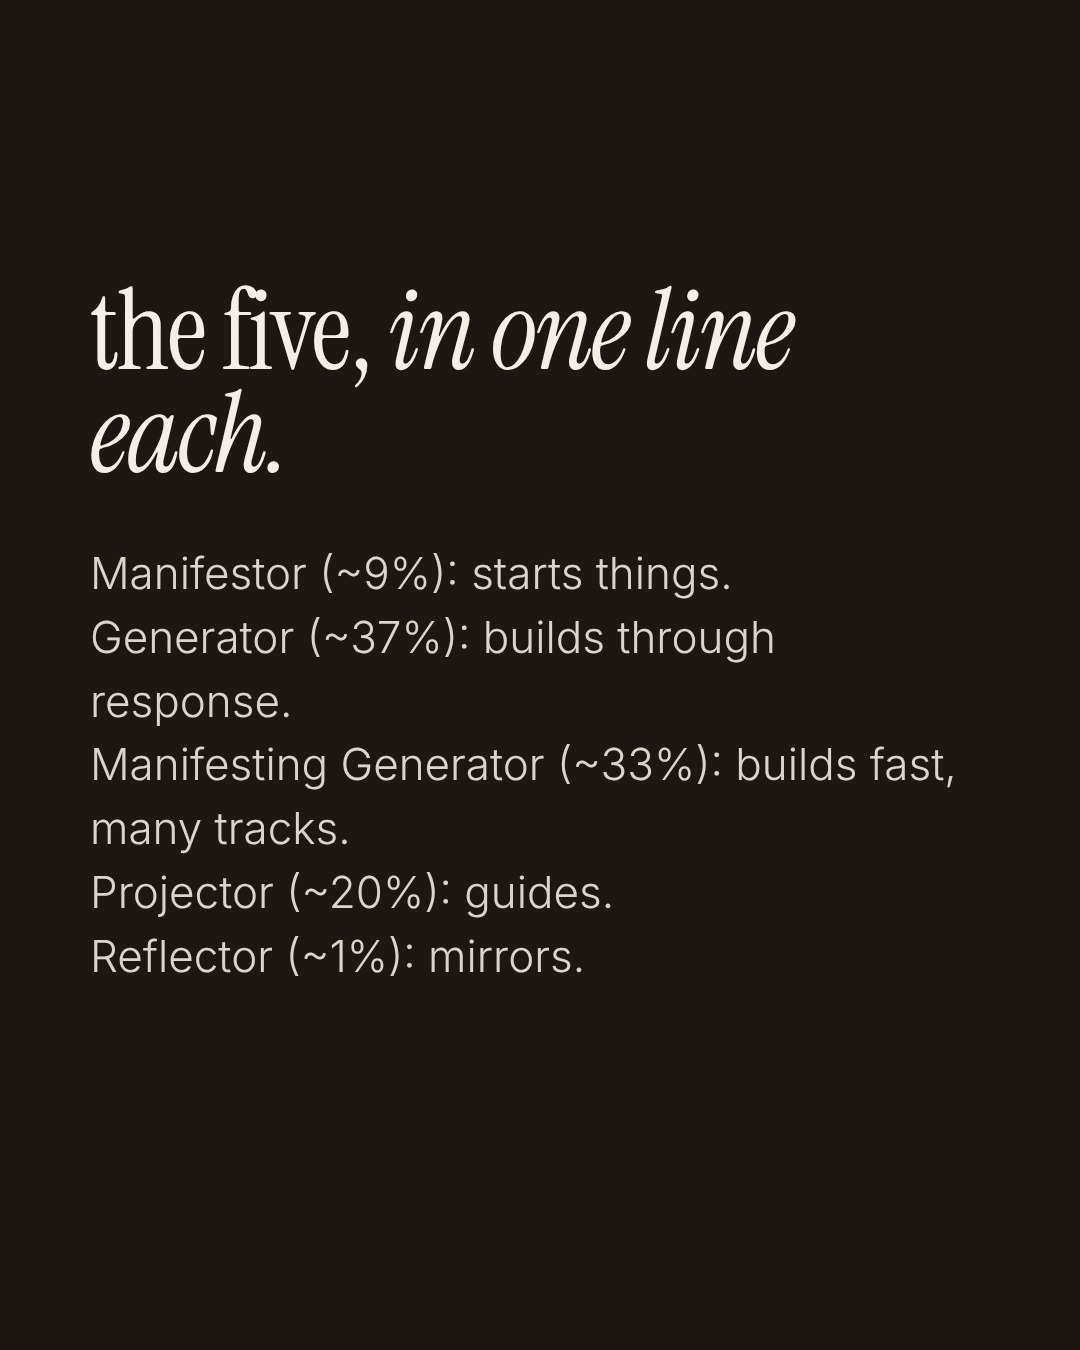 the five, in one line
each.
Manifestor (~9%): starts things.
Generator (~37%): builds through
response.
Manifesting Generator (~33%): builds fast,
many tracks.
Projector (~20%): guides.
Reflector (~1%): mirrors.